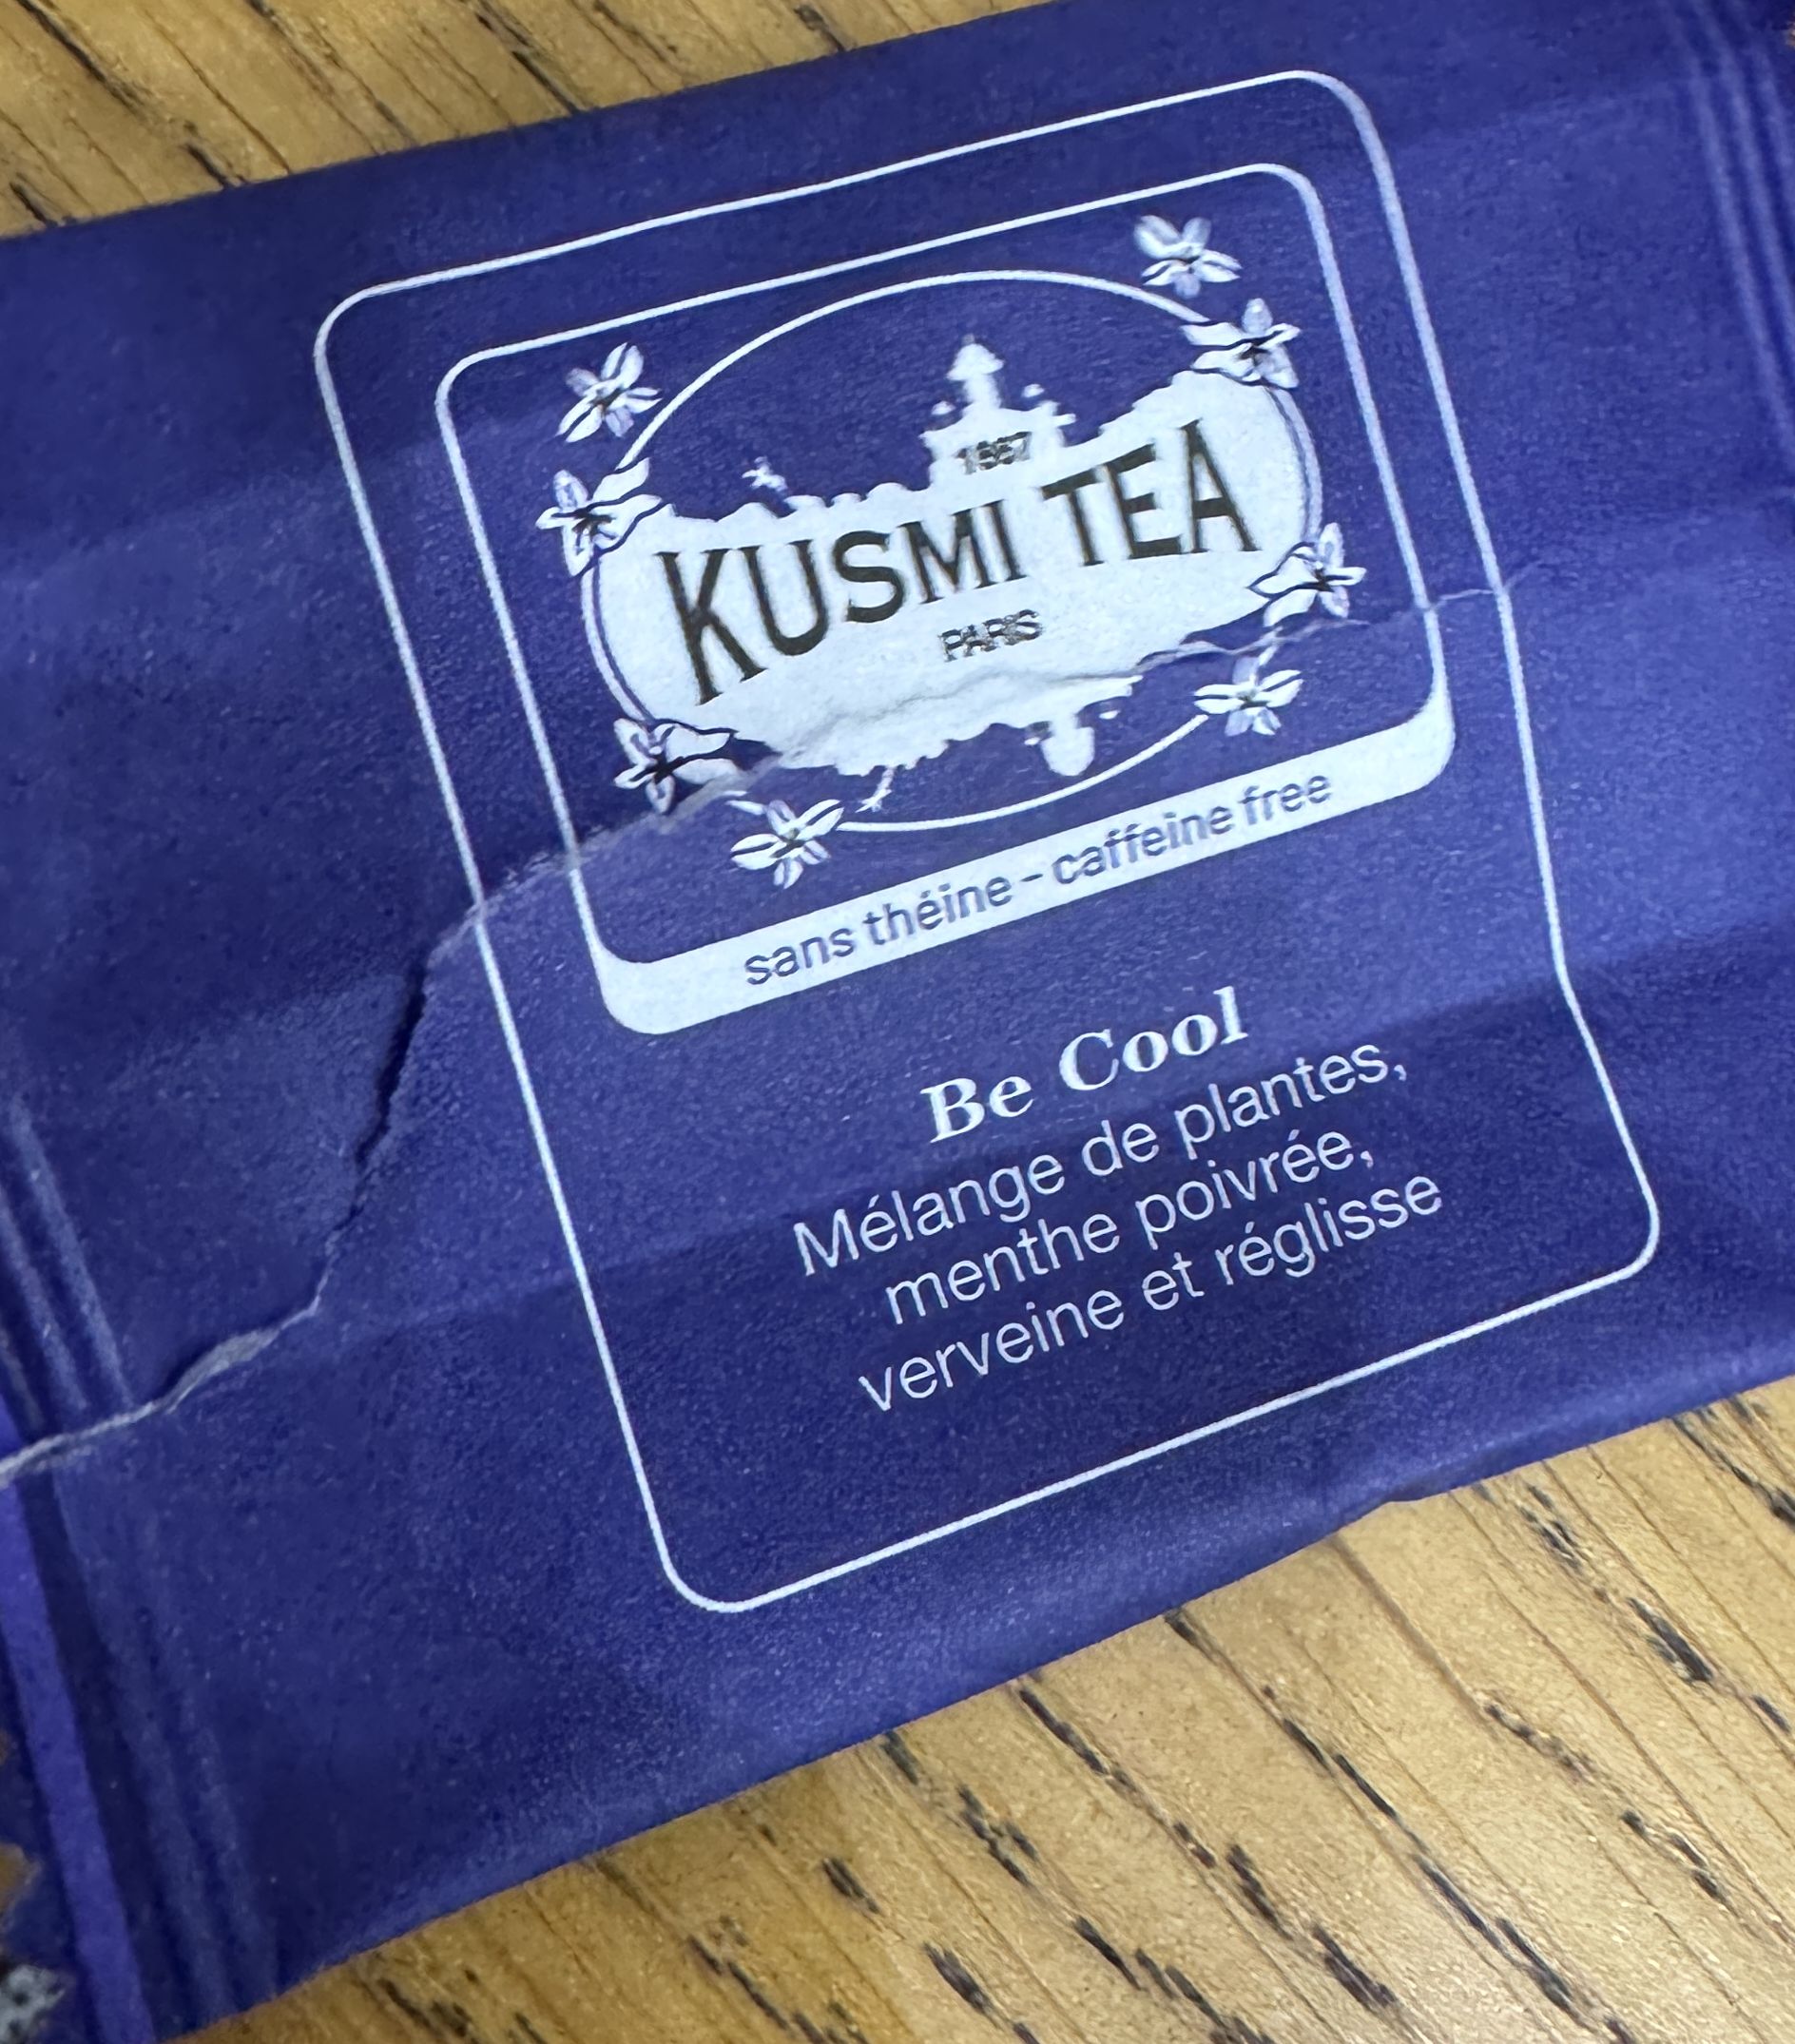 1867
KUSMI TEA
PARIS
sans théine - caffeine free
Be Cool
Mélange de plantes,
menthe poivrée,
verveine et réglisse